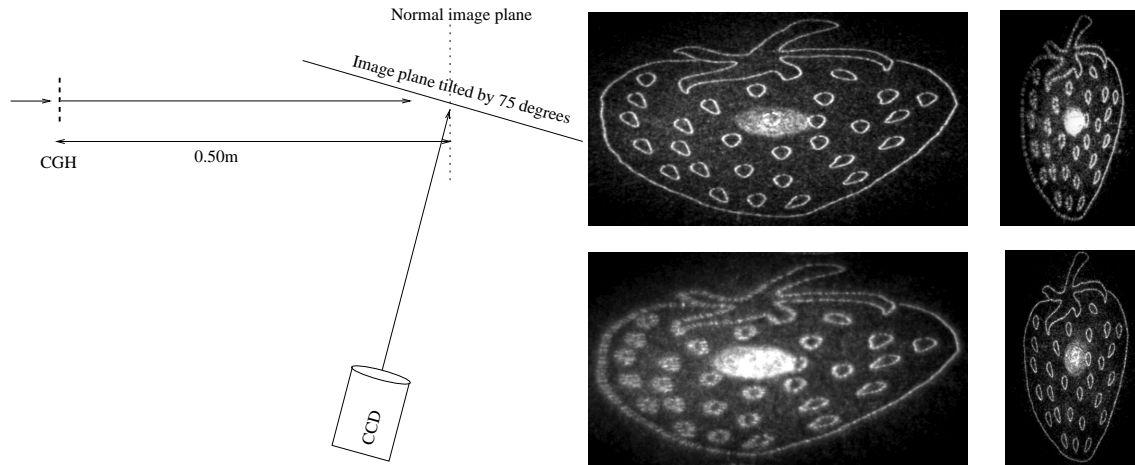 Normal image plane
Image plane tilted by 75 degrees
0.50m
CGH
CCD